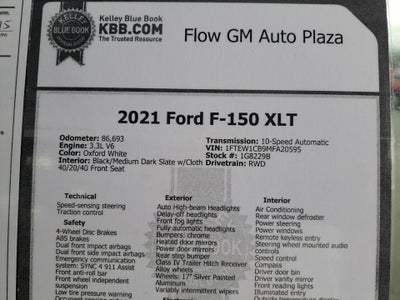 Kelley Blue Book
KBB.COM
The Trusted Resource
KELLEY
BLUE BOOK
Flow GM Auto Plaza
2021 Ford F-150 XLT
Odometer: 86,693
Engine: 3.3L V6
Color: Oxford White
Interior: Black/Medium Dark Slate w/Cloth
40/20/40 Front Seat
Transmission: 10-Speed Automatic
VIN: 1FTEW1CB9MFA20595
Stock #: 1G8229B
Drivetrain: RWD
Technical
Speed-sensing steering
Traction control
Safety
4-Wheel Disc Brakes
ABS brakes
Dual front impact airbags
Dual front side impact airbags
Emergency communication
system: SYNC 4 911 Assist
Front anti-roll bar
Front wheel independent
suspension
Low tire pressure warning
Exterior
Auto High-beam Headlights
Delay-off headlights
Front fog lights
Fully automatic headlights
Bumpers: chrome
Heated door mirrors
Power door mirrors
Rear step bumper
Class IV Trailer Hitch Receiver
Alloy wheels
Wheels: 17" Silver Painted
Aluminum
Variably intermittent wipers
Interior
Air Conditioning
Rear window defroster
Power steering
Power windows
Remote keyless entry
Steering wheel mounted audio
controls
Speed control
Compass
Driver door bin
Driver vanity mirror
Front reading lights
Illuminated entry